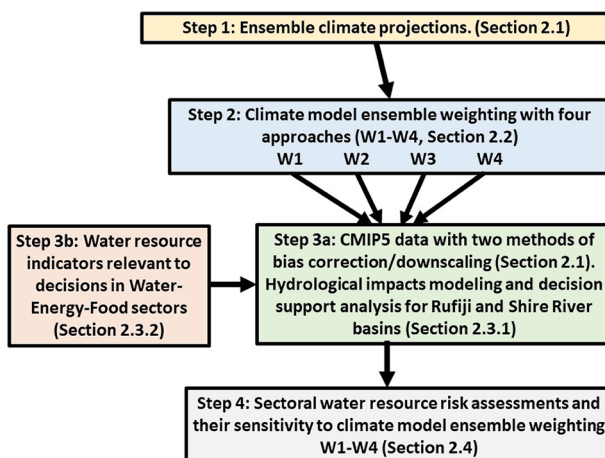 Step 1: Ensemble climate projections. (Section 2.1)
Step 2: Climate model ensemble weighting with four
approaches (W1-W4, Section 2.2)
W1 W2 W3 W4
Step 3b: Water resource
indicators relevant to
decisions in Water-
Energy-Food sectors
(Section 2.3.2)
Step 3a: CMIP5 data with two methods of
bias correction/downscaling (Section 2.1).
Hydrological impacts modeling and decision
support analysis for Rufiji and Shire River
basins (Section 2.3.1)
Step 4: Sectoral water resource risk assessments and
their sensitivity to climate model ensemble weighting
W1-W4 (Section 2.4)